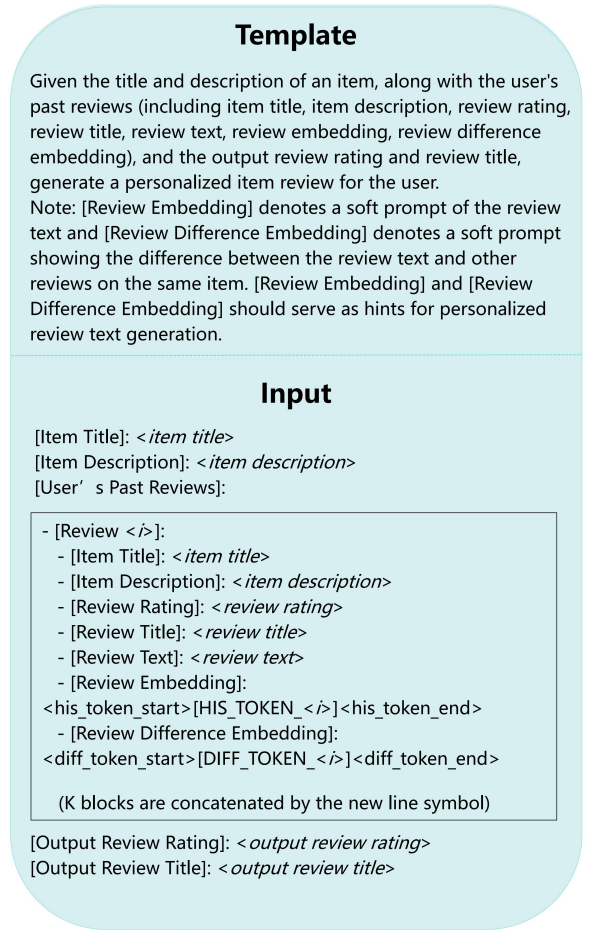 Template
Given the title and description of an item, along with the user's
past reviews (including item title, item description, review rating,
review title, review text, review embedding, review difference
embedding), and the output review rating and review title,
generate a personalized item review for the user.
Note: [Review Embedding] denotes a soft prompt of the review
text and [Review Difference Embedding] denotes a soft prompt
showing the difference between the review text and other
reviews on the same item. [Review Embedding] and [Review
Difference Embedding] should serve as hints for personalized
review text generation.
Input
[Item Title]: <item title>
[Item Description]: <item description>
[User’s Past Reviews]:
- [Review <i>]:
- [Item Title]: <item title>
- [Item Description]: <item description>
- [Review Rating]: <review rating>
- [Review Title]: <review title>
- [Review Text]: <review text>
- [Review Embedding]:
<his_token_start>[HIS_TOKEN_<i>]<his_token_end>
- [Review Difference Embedding]:
<diff_token_start>[DIFF_TOKEN_<i>]<diff_token_end>
(K blocks are concatenated by the new line symbol)
[Output Review Rating]: <output review rating>
[Output Review Title]: <output review title>